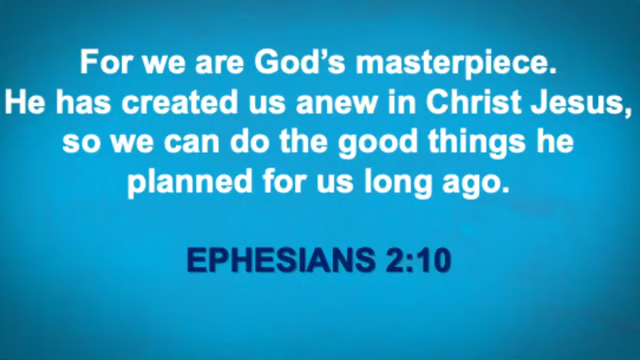 For we are God's masterpiece.
He has created us anew in Christ Jesus,
so we can do the good things he
planned for us long ago.
EPHESIANS 2:10